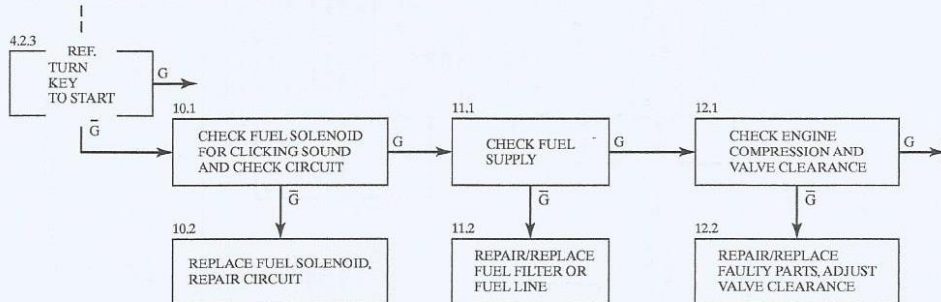 4.2.3
REF.
TURN
KEY
TO START
G
G̅
10.1
CHECK FUEL SOLENOID
FOR CLICKING SOUND
AND CHECK CIRCUIT
G
G̅
10.2
REPLACE FUEL SOLENOID,
REPAIR CIRCUIT
11.1
CHECK FUEL
SUPPLY
G
G̅
11.2
REPAIR/REPLACE
FUEL FILTER OR
FUEL LINE
12.1
CHECK ENGINE
COMPRESSION AND
VALVE CLEARANCE
G
G̅
12.2
REPAIR/REPLACE
FAULTY PARTS, ADJUST
VALVE CLEARANCE